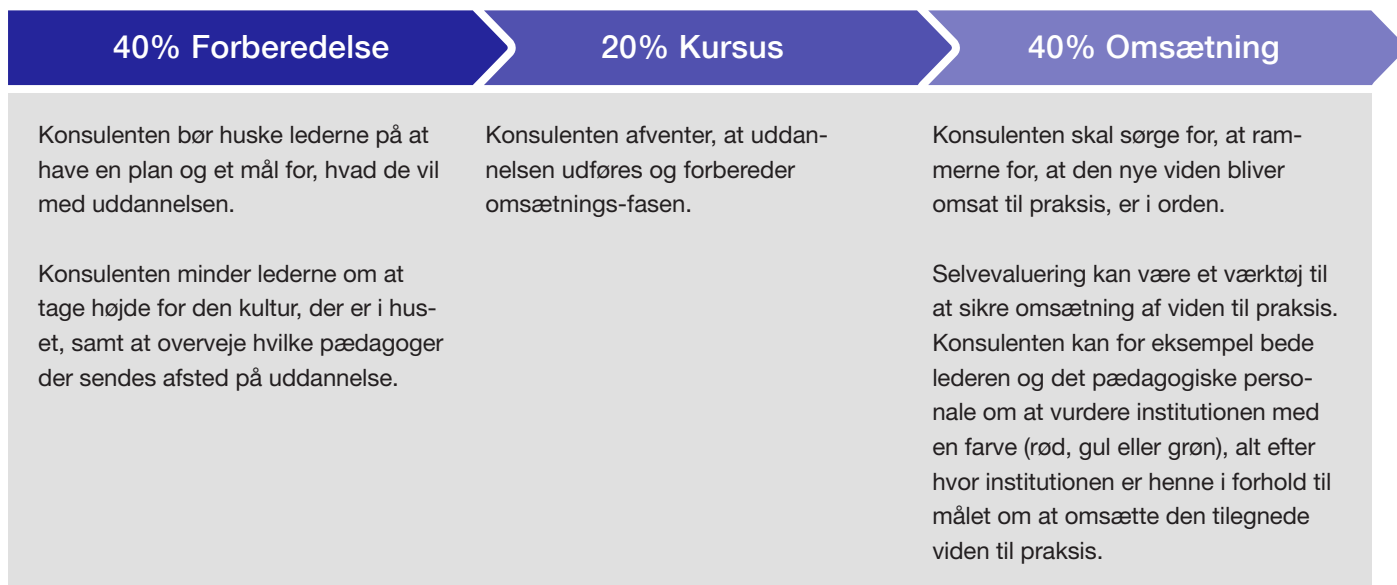 40% Forberedelse
20% Kursus
40% Omsætning
Konsulenten bør huske lederne på at
have en plan og et mål for, hvad de vil
med uddannelsen.
Konsulenten minder lederne om at
tage højde for den kultur, der er i hus-
et, samt at overveje hvilke pædagoger
der sendes afsted på uddannelse.
Konsulenten afventer, at uddan-
nelsen udføres og forbereder
omsætnings-fasen.
Konsulenten skal sørge for, at ram-
merne for, at den nye viden bliver
omsat til praksis, er i orden.
Selvevaluering kan være et værktøj til
at sikre omsætning af viden til praksis.
Konsulenten kan for eksempel bede
lederen og det pædagogiske perso-
nale om at vurdere institutionen med
en farve (rød, gul eller grøn), alt efter
hvor institutionen er henne i forhold til
målet om at omsætte den tilegnede
viden til praksis.